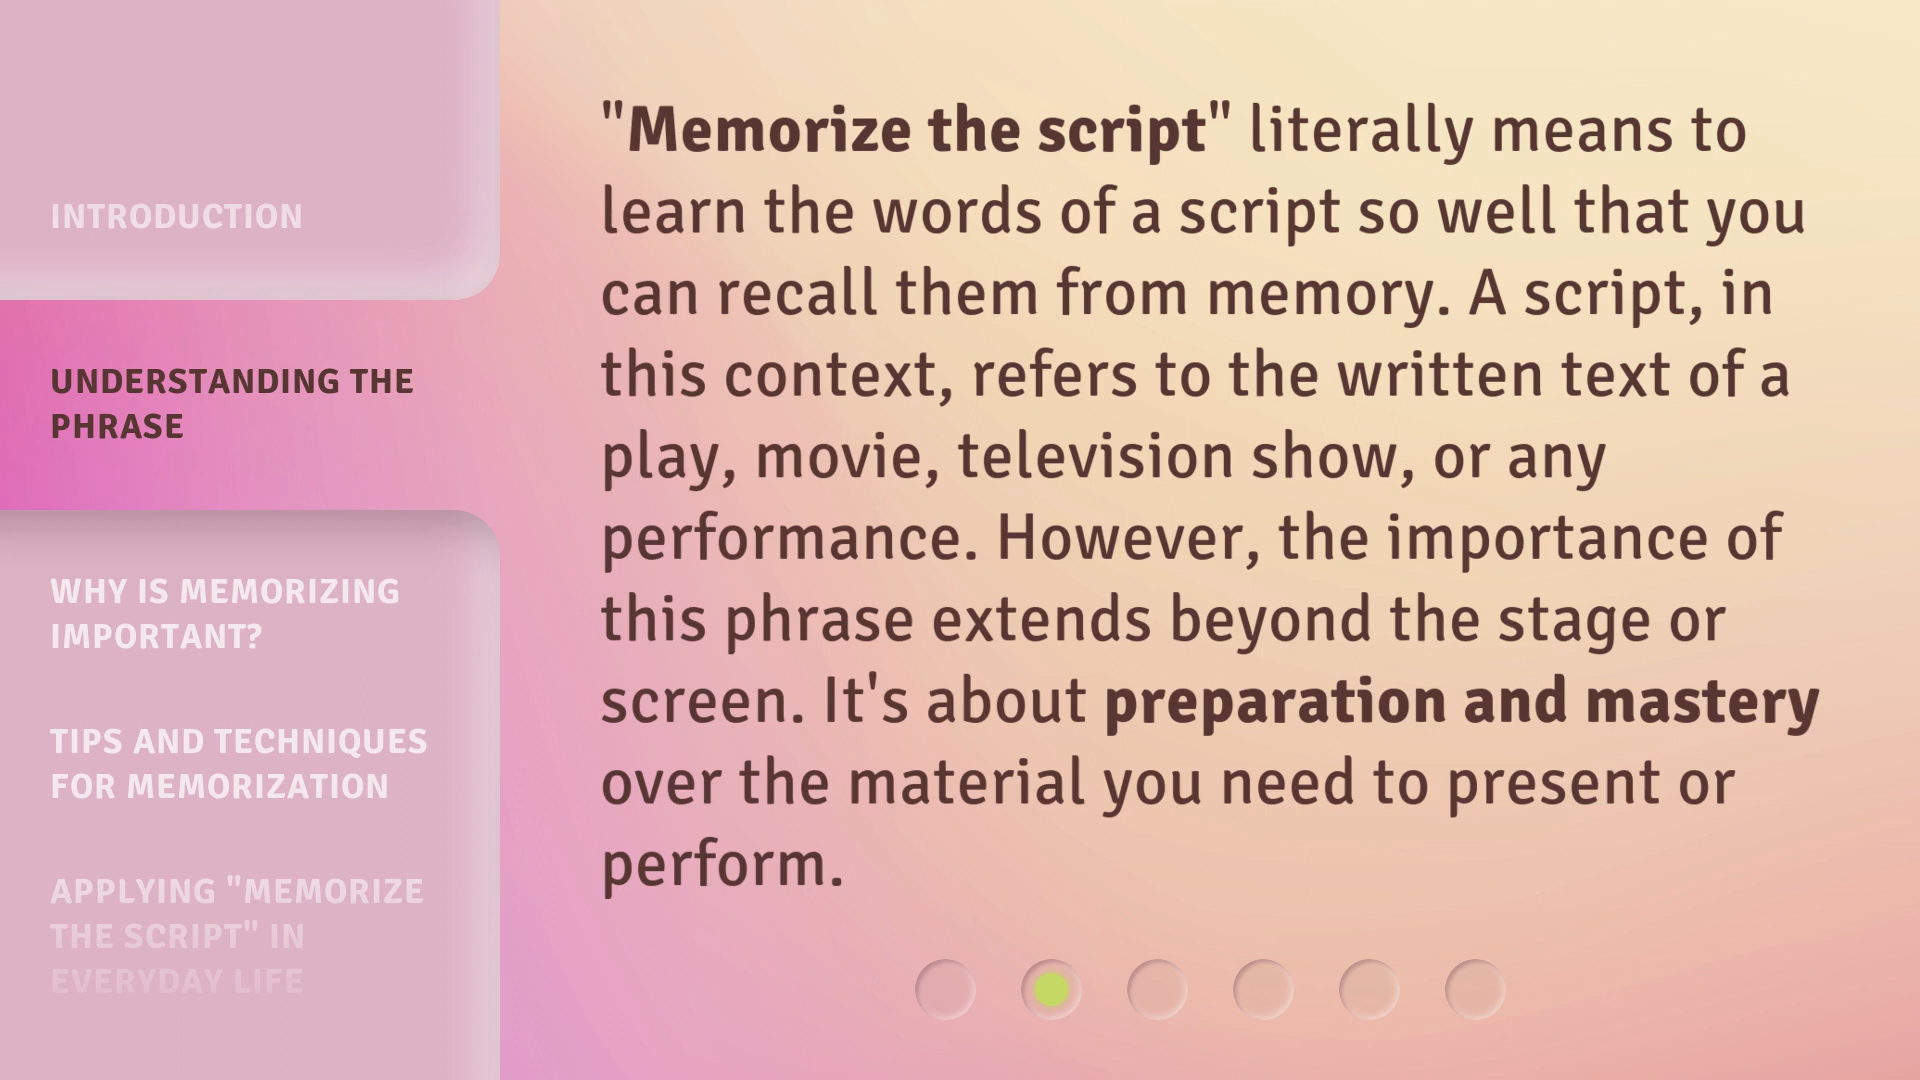 INTRODUCTION
UNDERSTANDING THE
PHRASE
WHY IS MEMORIZING
IMPORTANT?
TIPS AND TECHNIQUES
FOR MEMORIZATION
APPLYING "MEMORIZE
THE SCRIPT" IN
EVERYDAY LIFE
"Memorize the script" literally means to
learn the words of a script so well that you
can recall them from memory. A script, in
this context, refers to the written text of a
play, movie, television show, or any
performance. However, the importance of
this phrase extends beyond the stage or
screen. It's about preparation and mastery
over the material you need to present or
perform.